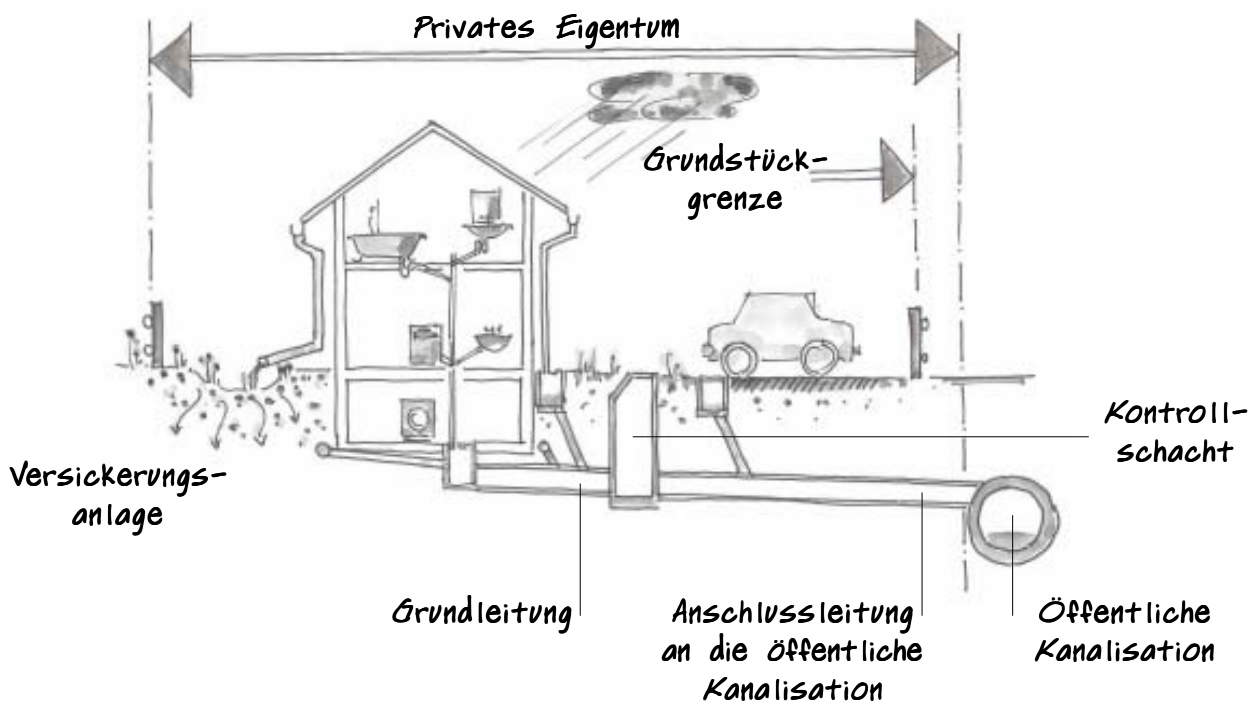 Privates Eigentum
Grundstück-
grenze
Kontroll-
schacht
Versickerungs-
anlage
Grundleitung
Anschlussleitung
an die öffentliche
Kanalisation
Öffentliche
Kanalisation